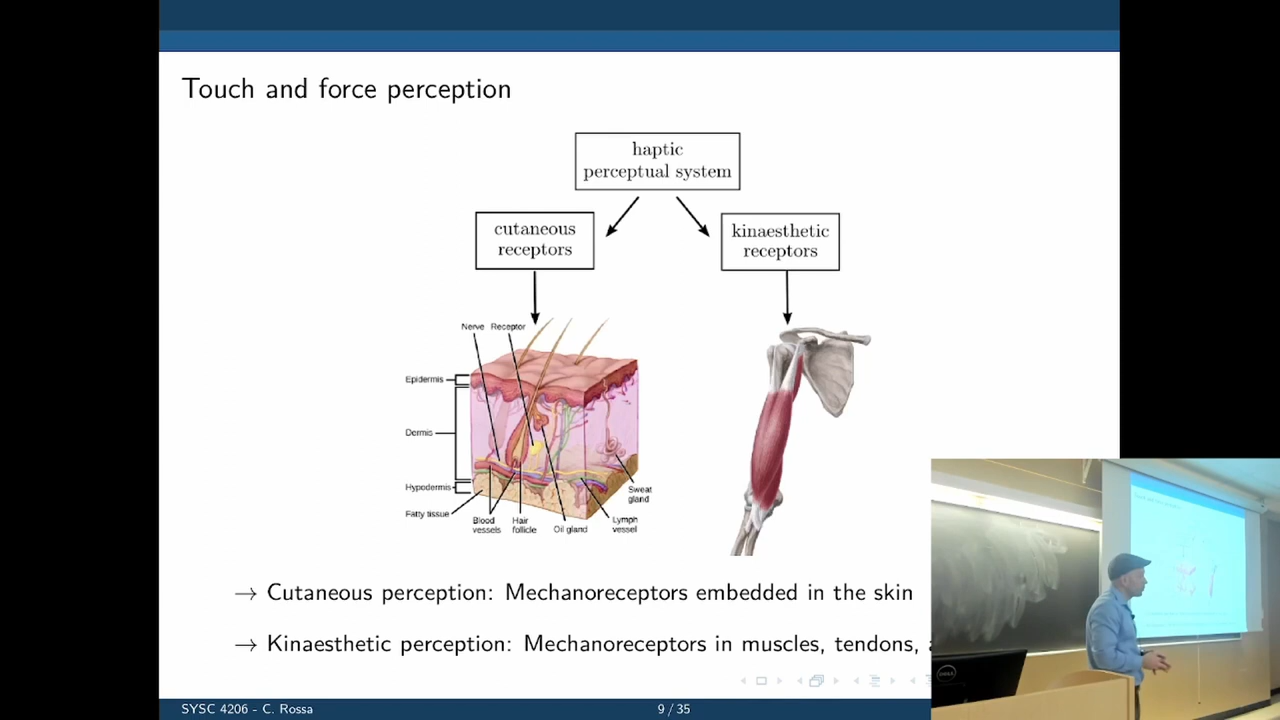 Touch and force perception
haptic
perceptual system
cutaneous
receptors
kinaesthetic
receptors
Nerve
Receptor
Epidermis
Dermis
Hypodermis
Fatty tissue
Blood
vessels
Hair
follicle
Oil gland
Lymph
vessel
Sweat
gland
→ Cutaneous perception: Mechanoreceptors embedded in the skin
→ Kinaesthetic perception: Mechanoreceptors in muscles, tendons,
SYSC 4206 - C. Rossa
9 / 35
DELL